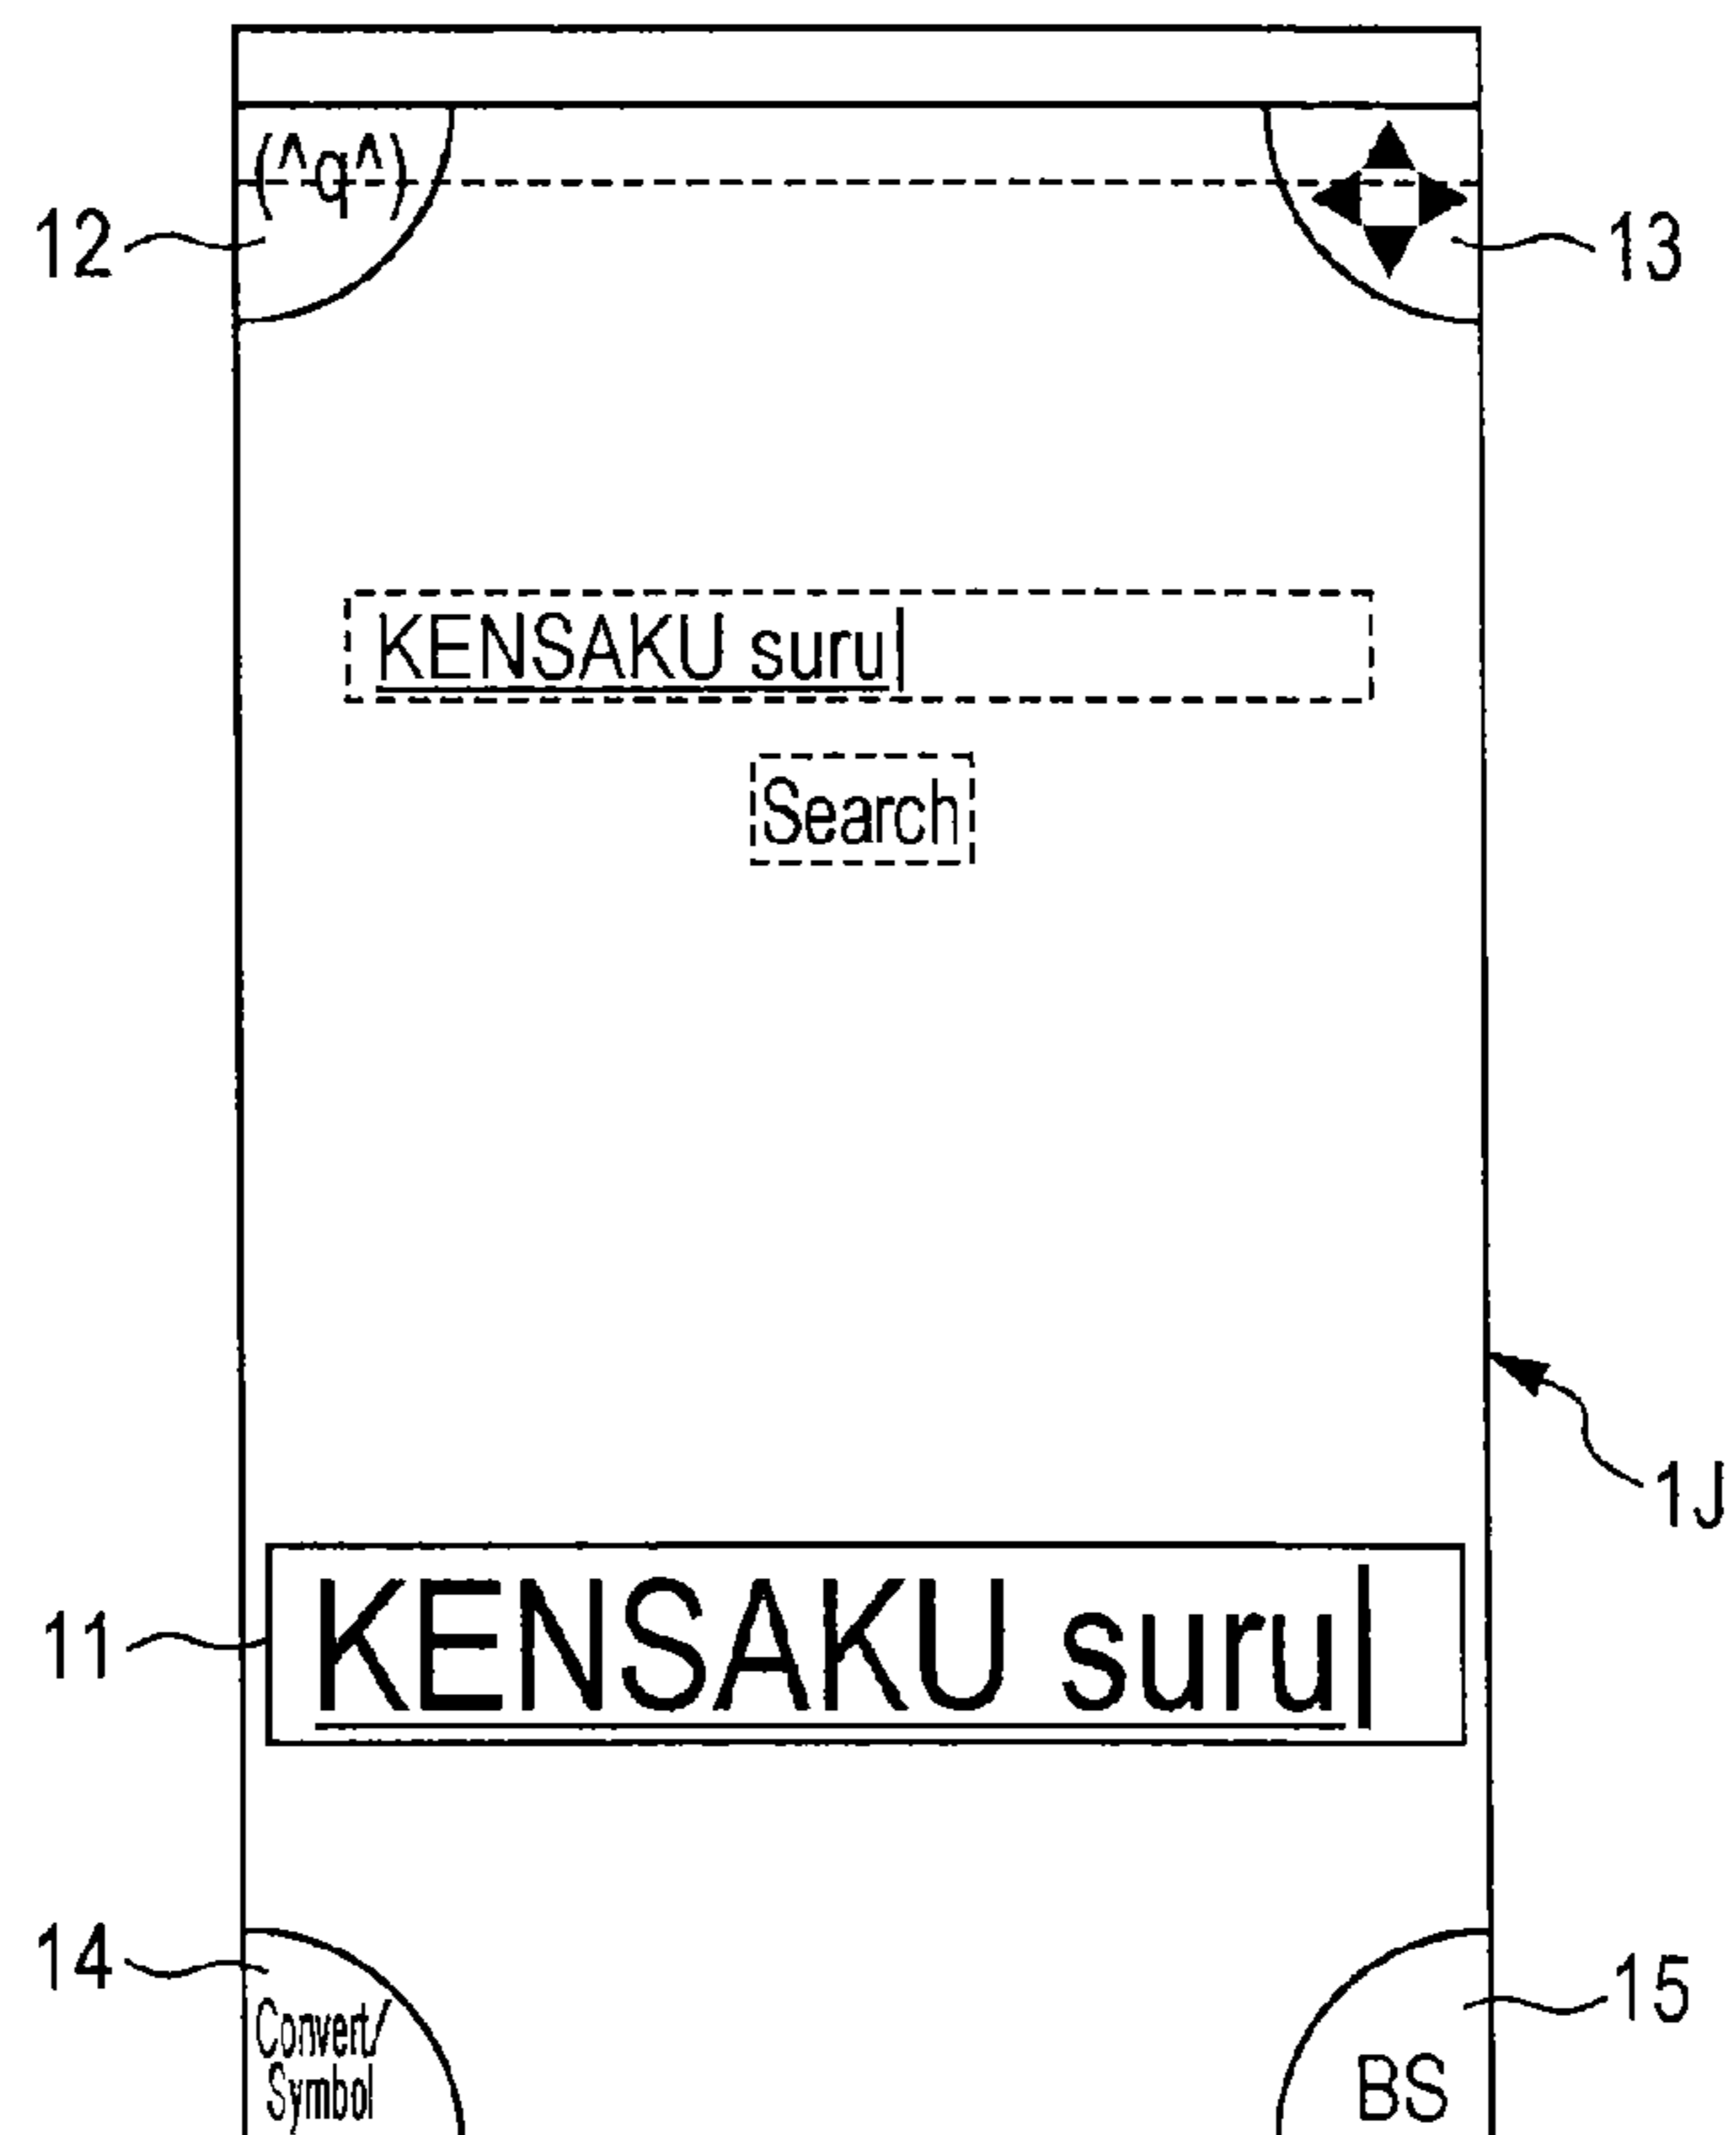 (^q^)
12
13
KENSAKU suru
Search
1J
11
KENSAKU suru
14
15
Convert/
Symbol
BS